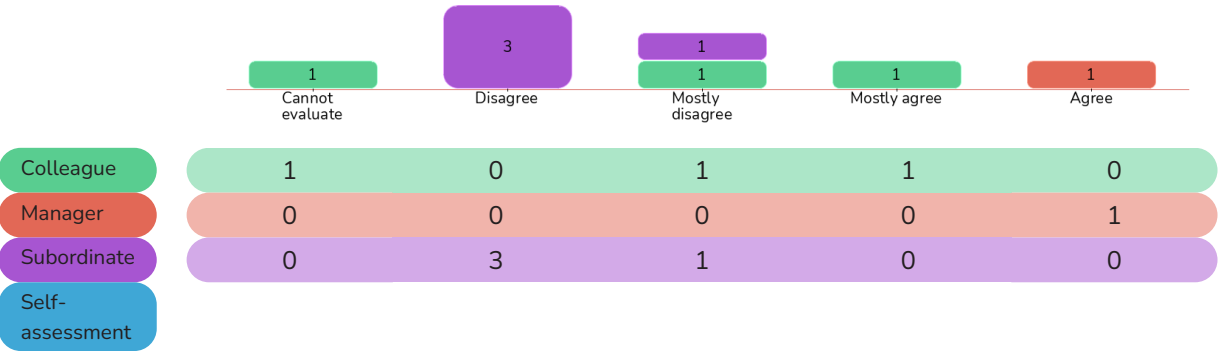 3
1
1 1 1 1
Cannot evaluate Disagree Mostly disagree Mostly agree Agree
Colleague 1 0 1 1 0
Manager 0 0 0 0 1
Subordinate 0 3 1 0 0
Self-
assessment